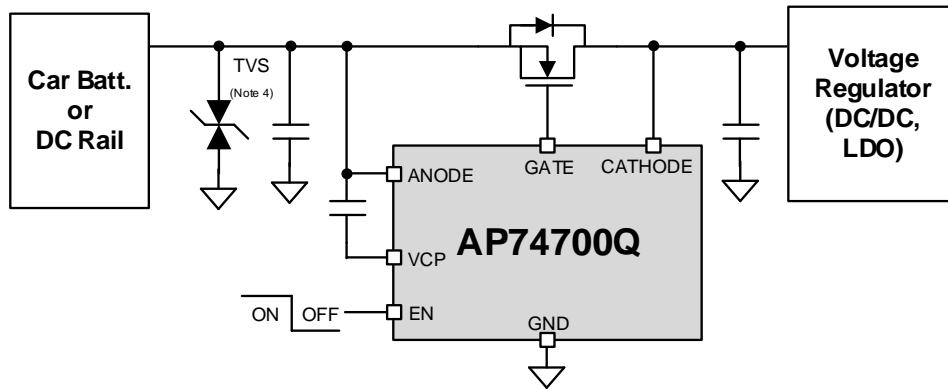 Car Batt.
or
DC Rail
TVS
(Note 4)
Voltage
Regulator
(DC/DC,
LDO)
ANODE
GATE
CATHODE
AP74700Q
VCP
ON
OFF
EN
GND